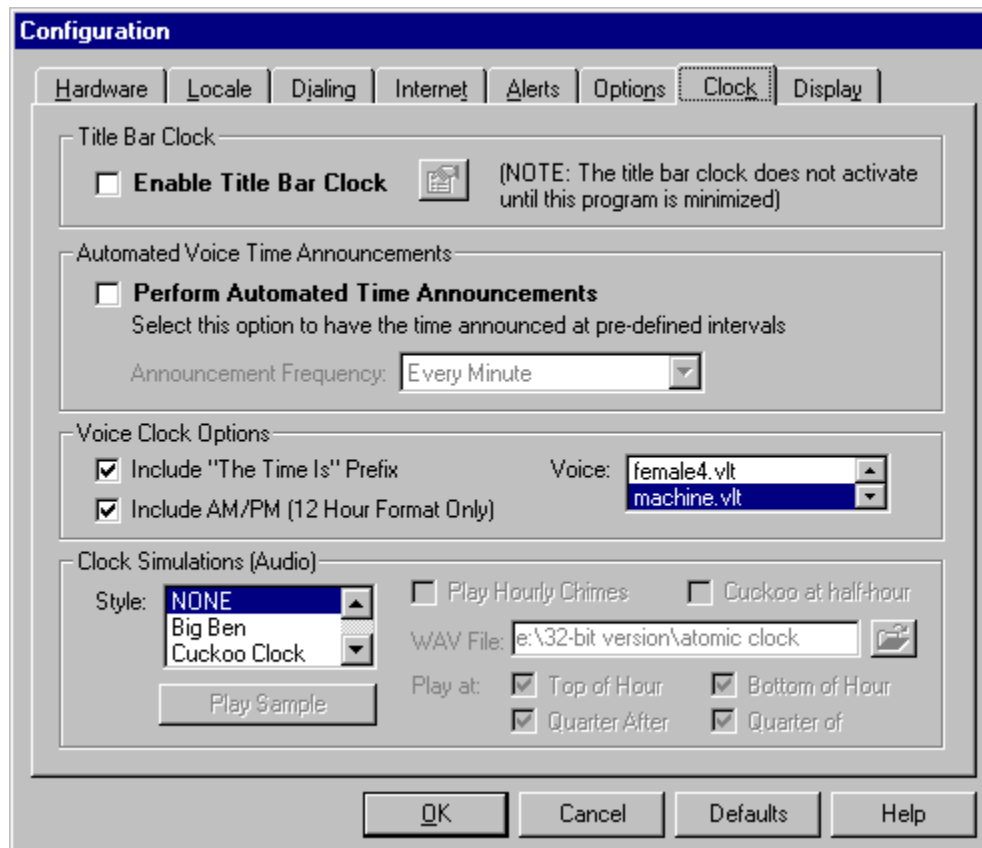 Configuration
Hardware Locale Dialing Internet Alerts Options Clock Display
Title Bar Clock
Enable Title Bar Clock (NOTE: The title bar clock does not activate
until this program is minimized)
Automated Voice Time Announcements
Perform Automated Time Announcements
Select this option to have the time announced at pre-defined intervals
Announcement Frequency: Every Minute
Voice Clock Options
Include "The Time Is" Prefix Voice: female4.vlt
Include AM/PM (12 Hour Format Only) machine.vlt
Clock Simulations (Audio)
Style: NONE Play Hourly Chimes Cuckoo at half-hour
Big Ben
Cuckoo Clock WAV File: e:\32-bit version\atomic clock
Play Sample Play at: Top of Hour Bottom of Hour
Quarter After Quarter of
OK Cancel Defaults Help